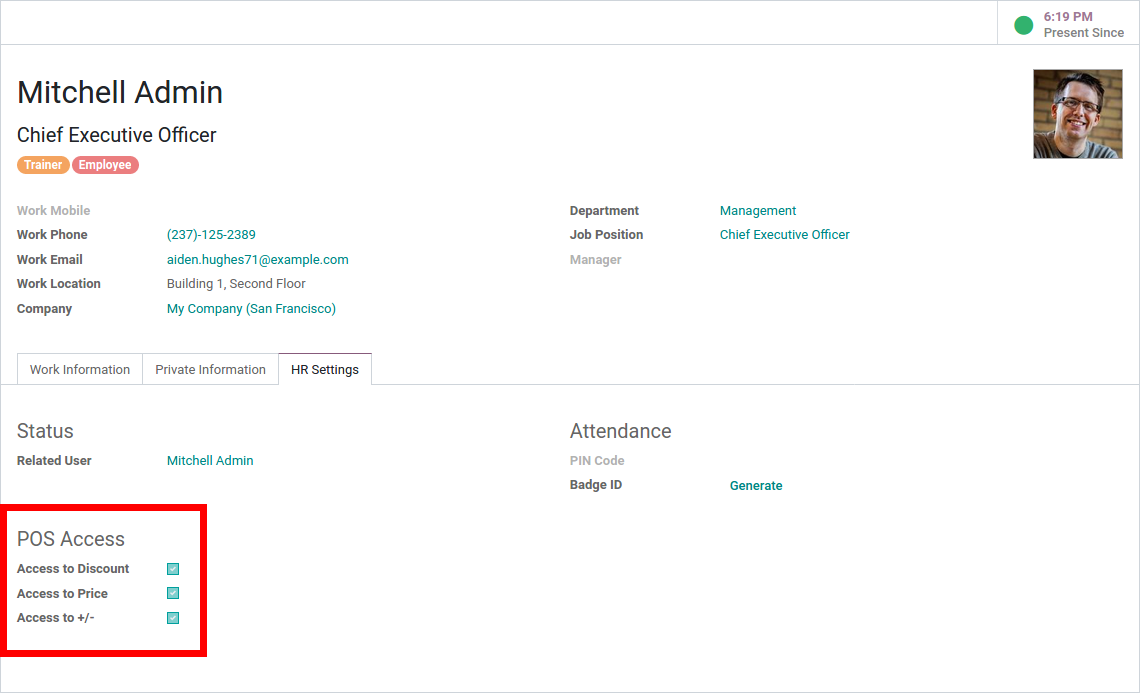 6:19 PM
Present Since
Mitchell Admin
Chief Executive Officer
Trainer Employee
Work Mobile
Work Phone (237)-125-2389
Work Email aiden.hughes71@example.com
Work Location Building 1, Second Floor
Company My Company (San Francisco)
Department Management
Job Position Chief Executive Officer
Manager
Work Information Private Information HR Settings
Status
Related User Mitchell Admin
Attendance
PIN Code
Badge ID Generate
POS Access
Access to Discount
Access to Price
Access to +/-